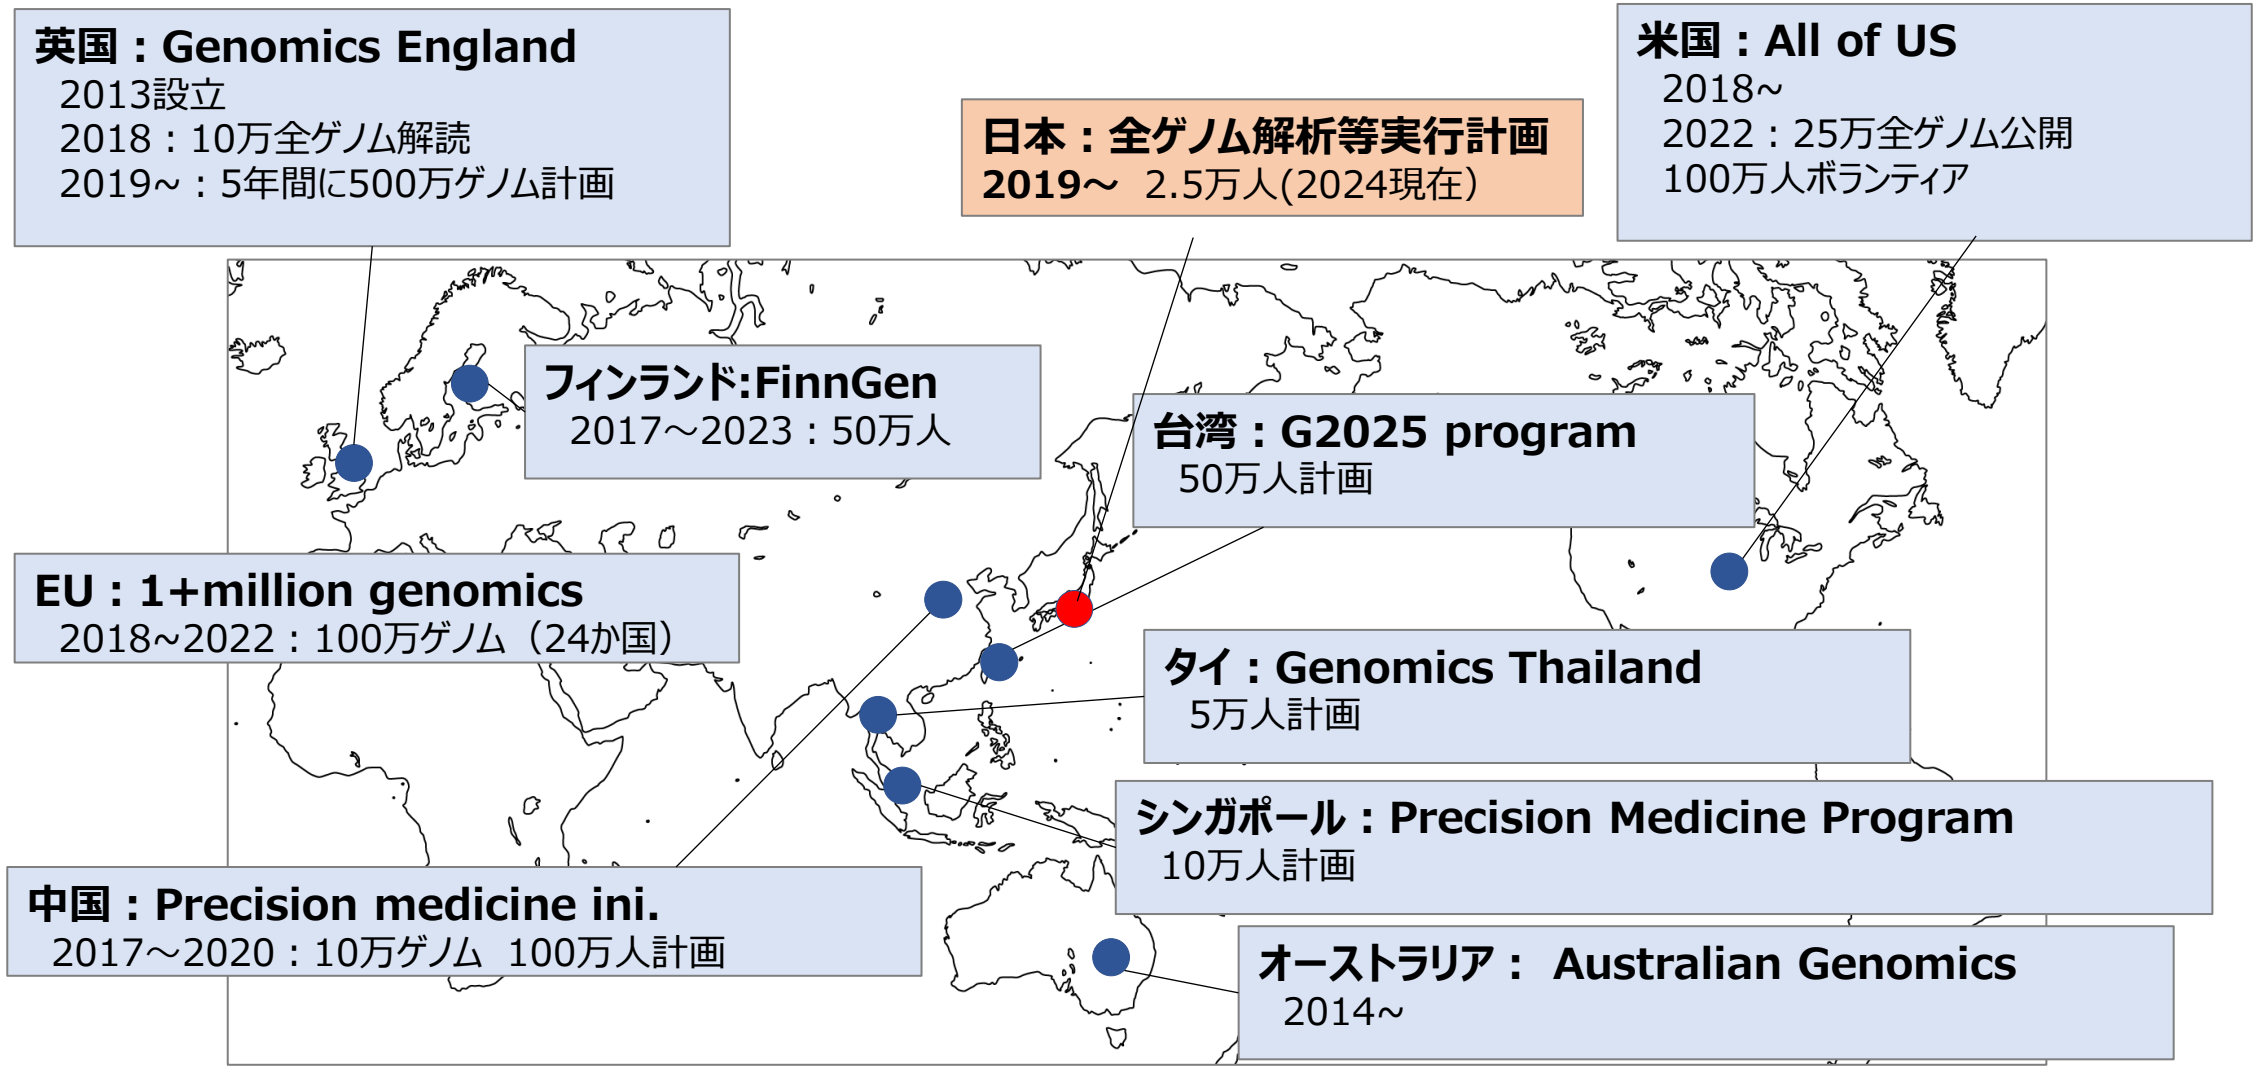 英国：Genomics England
2013設立
2018：10万全ゲノム解読
2019~：5年間に500万ゲノム計画
日本：全ゲノム解析等実行計画
2019～ 2.5万人(2024現在）
米国：All of US
2018~
2022：25万全ゲノム公開
100万人ボランティア
フィンランド:FinnGen
2017～2023：50万人
台湾：G2025 program
50万人計画
EU：1+million genomics
2018~2022：100万ゲノム（24か国）
タイ：Genomics Thailand
5万人計画
シンガポール：Precision Medicine Program
10万人計画
中国：Precision medicine ini.
2017～2020：10万ゲノム 100万人計画
オーストラリア： Australian Genomics
2014~